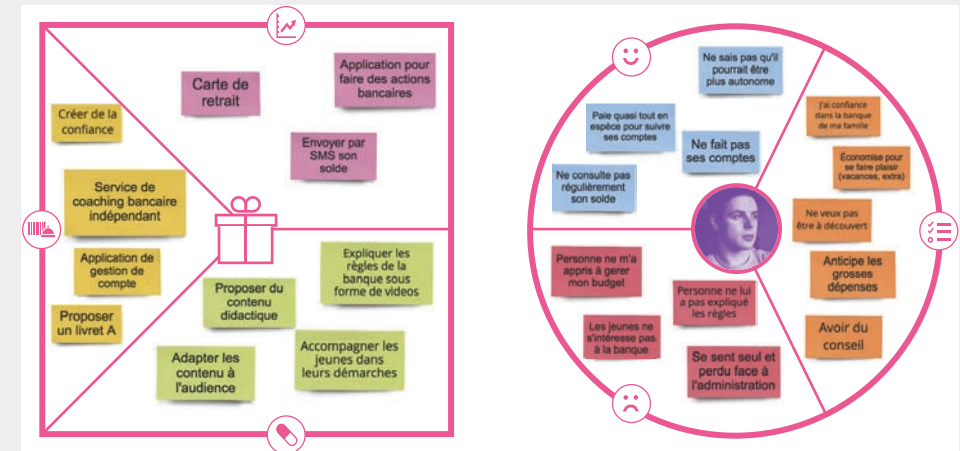 Carte de
retrait
Application pour
faire des actions
bancaires
Envoyer par
SMS son
solde
Créer de la
confiance
Service de
coaching bancaire
indépendant
Application de
gestion de
compte
Proposer
un livret A
Expliquer les
règles de la
banque sous
forme de videos
Proposer du
contenu
didactique
Accompagner les
jeunes dans
leurs démarches
Adapter les
contenu à
l'audience
Ne sais pas qu'il
pourrait être
plus autonome
Paie quasi tout en
espèce pour suivre
ses comptes
Ne fait pas
ses comptes
Ne consulte pas
régulièrement
son solde
J'ai confiance
dans la banque
de ma famille
Économise pour
se faire plaisir
(vacances, extra)
Ne veux pas
être à découvert
Anticipe les
grosses
dépenses
Avoir du
conseil
Personne ne m'a
appris à gerer
mon budget
Personne ne lui
a pas expliqué
les règles
Les jeunes ne
s'intéresse pas
à la banque
Se sent seul et
perdu face à
l'administration